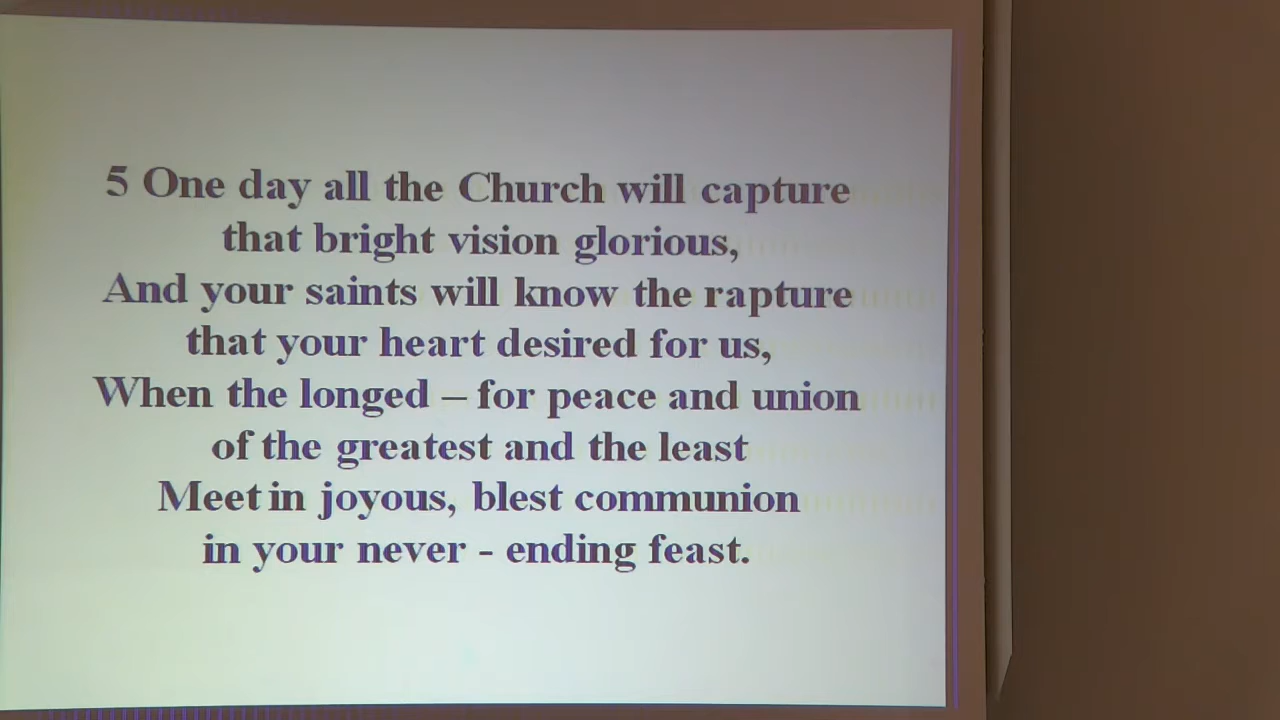 5 One day all the Church will capture
that bright vision glorious,
And your saints will know the rapture
that your heart desired for us,
When the longed – for peace and union
of the greatest and the least
Meet in joyous, blest communion
in your never - ending feast.